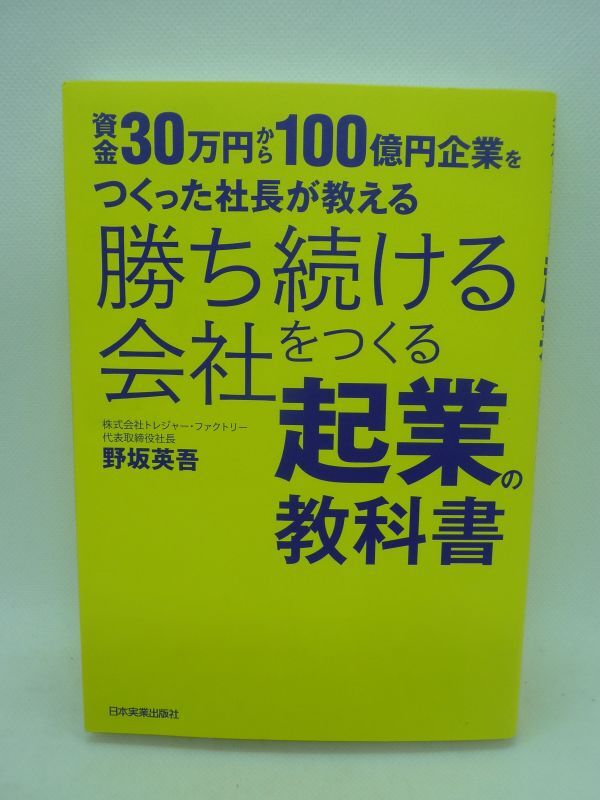 資金30万円から100億円企業を
つくった社長が教える
勝ち続ける
会社をつくる
起業の
教科書
株式会社トレジャー・ファクトリー
代表取締役社長
野坂英吾
日本実業出版社